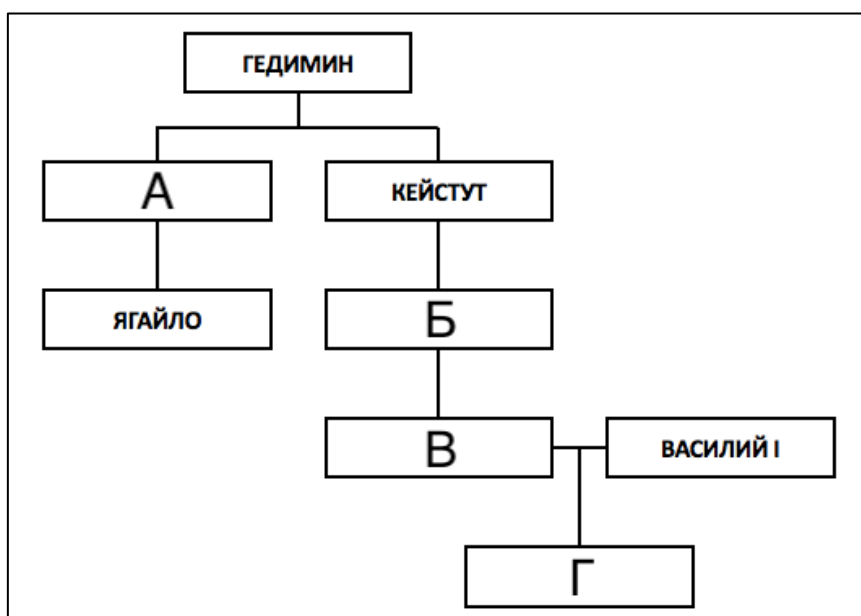 ГЕДИМИН
А
КЕЙСТУТ
ЯГАЙЛО
Б
В
ВАСИЛИЙ I
Г